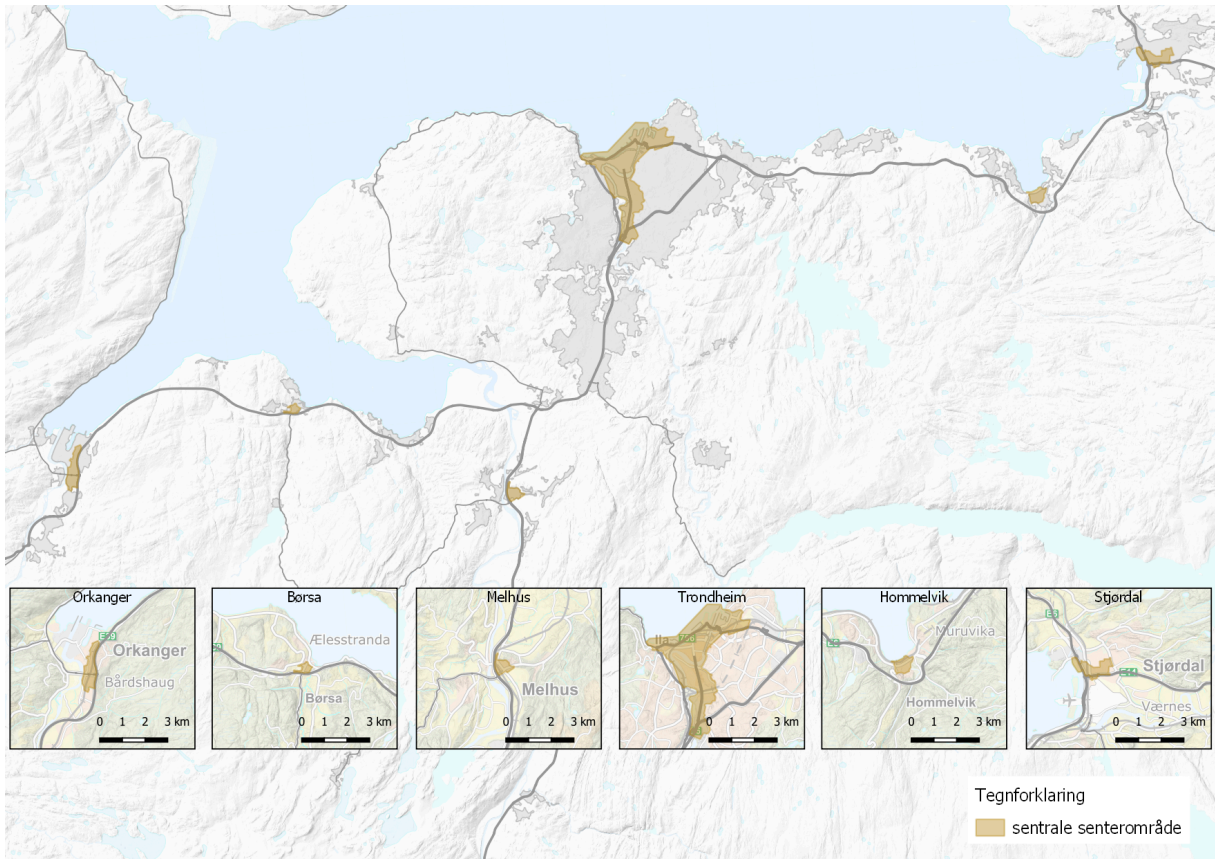 Orkanger
Børsa
Melhus
Trondheim
Hommelvik
Stjørdal
E39
Orkanger
Bårdshaug
0 1 2 3 km
Ælesstranda
Børsa
0 1 2 3 km
Melhus
0 1 2 3 km
Ila
706
0 1 2 3 km
Muruvika
Hommelvik
0 1 2 3 km
E6
E14
Stjørdal
Værnes
0 1 2 3 km
Tegnforklaring
sentrale senterområde